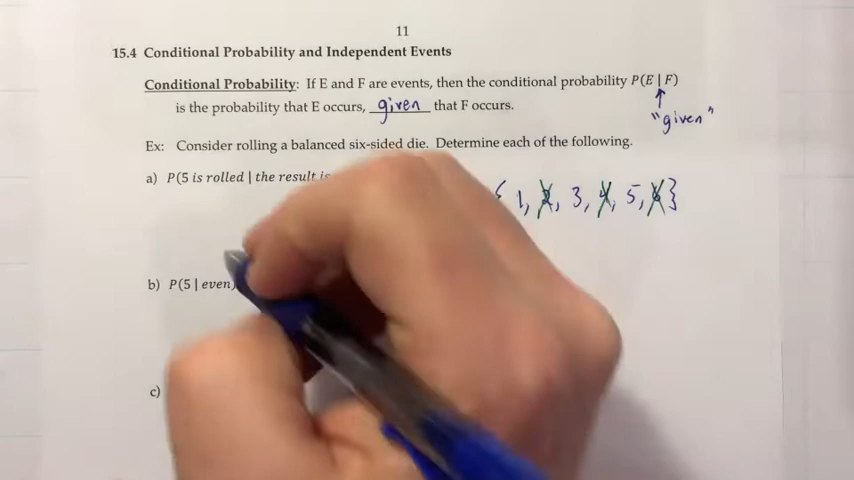 11
15.4 Conditional Probability and Independent Events
Conditional Probability: If E and F are events, then the conditional probability P(E | F)
is the probability that E occurs, given that F occurs.
"given"
Ex: Consider rolling a balanced six-sided die. Determine each of the following.
a) P(5 is rolled | the result is
{ 1, 2, 3, 4, 5, 6 }
b) P(5 | even)
c)